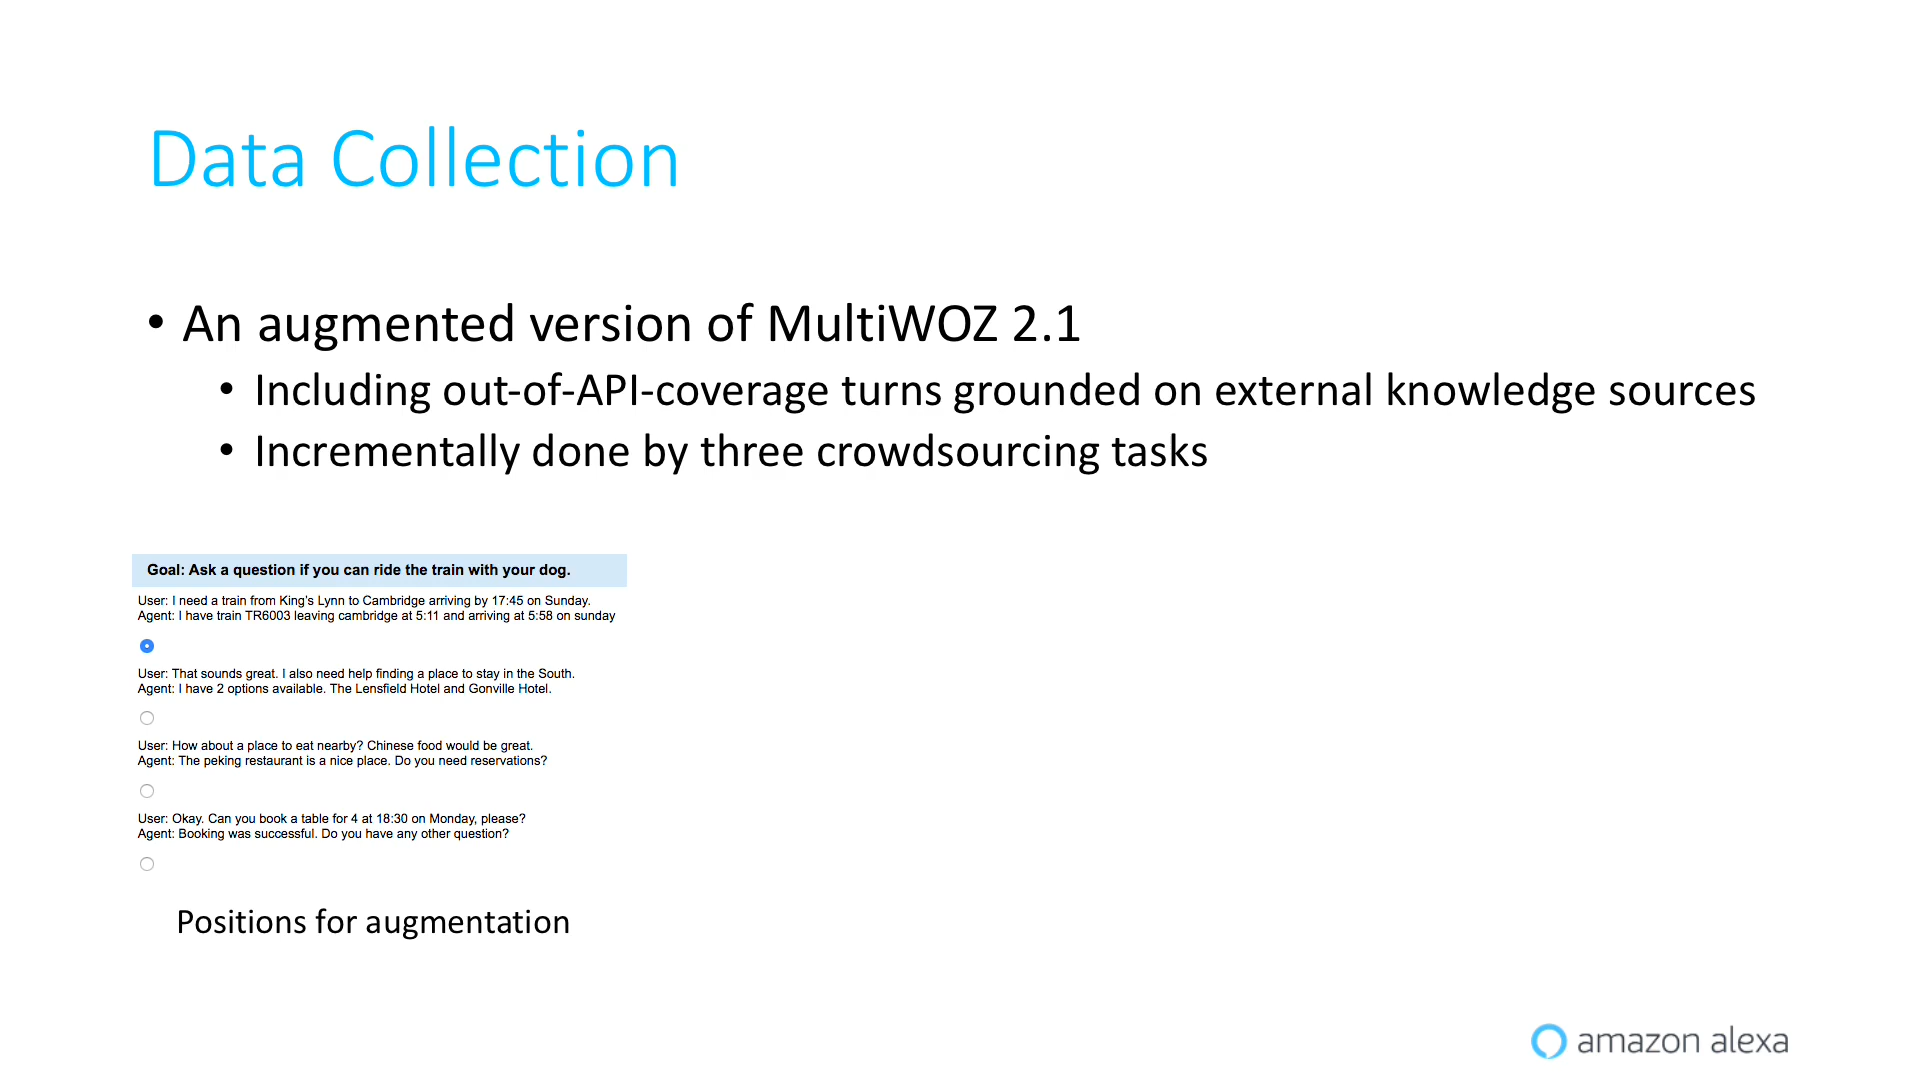 Data Collection
• An augmented version of MultiWOZ 2.1
• Including out-of-API-coverage turns grounded on external knowledge sources
• Incrementally done by three crowdsourcing tasks
Goal: Ask a question if you can ride the train with your dog.
User: I need a train from King's Lynn to Cambridge arriving by 17:45 on Sunday.
Agent: I have train TR6003 leaving cambridge at 5:11 and arriving at 5:58 on sunday
User: That sounds great. I also need help finding a place to stay in the South.
Agent: I have 2 options available. The Lensfield Hotel and Gonville Hotel.
User: How about a place to eat nearby? Chinese food would be great.
Agent: The peking restaurant is a nice place. Do you need reservations?
User: Okay. Can you book a table for 4 at 18:30 on Monday, please?
Agent: Booking was successful. Do you have any other question?
Positions for augmentation
amazon alexa